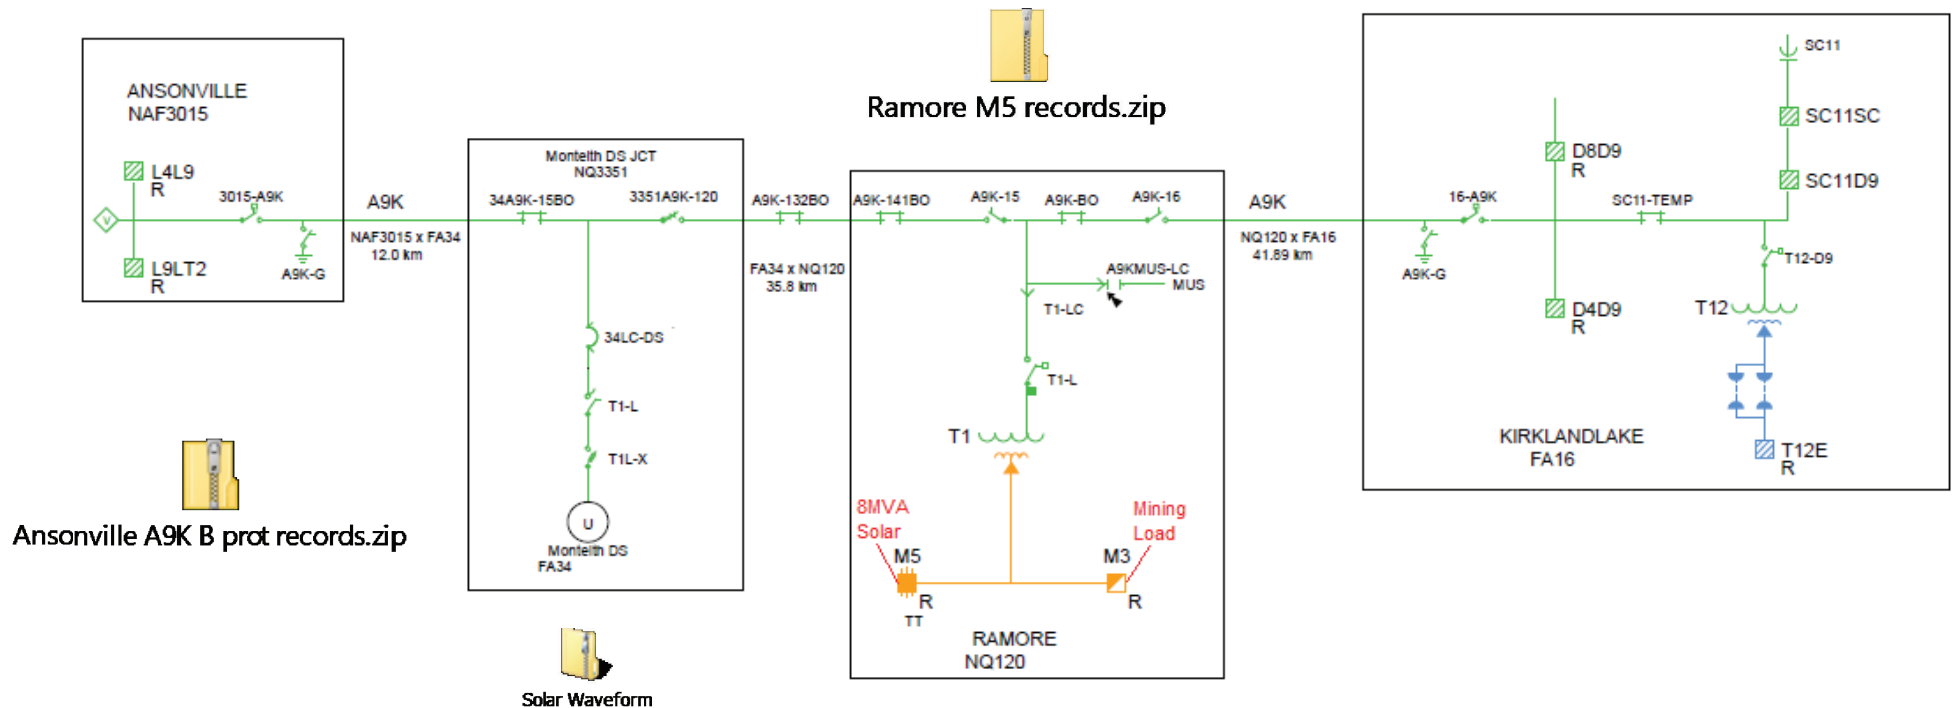 ANSONVILLE
NAF3015
L4L9
R
3015-A9K
V
L9LT2
R
A9K-G
A9K
NAF3015 x FA34
12.0 km
Ansonville A9K B prot records.zip
Monteith DS JCT
NQ3351
34A9K-15BO
3351A9K-120
34LC-DS
T1-L
T1L-X
U
Monteith DS
FA34
Solar Waveform
A9K-132BO
FA34 x NQ120
35.8 km
Ramore M5 records.zip
A9K-141BO
A9K-15
A9K-BO
A9K-16
A9KMUS-LC
MUS
T1-LC
T1-L
T1
8MVA
Solar
M5
R
TT
Mining
Load
M3
R
RAMORE
NQ120
A9K
NQ120 x FA16
41.89 km
SC11
SC11SC
D8D9
R
SC11D9
16-A9K
SC11-TEMP
A9K-G
T12-D9
D4D9
R
T12
KIRKLANDLAKE
FA16
T12E
R